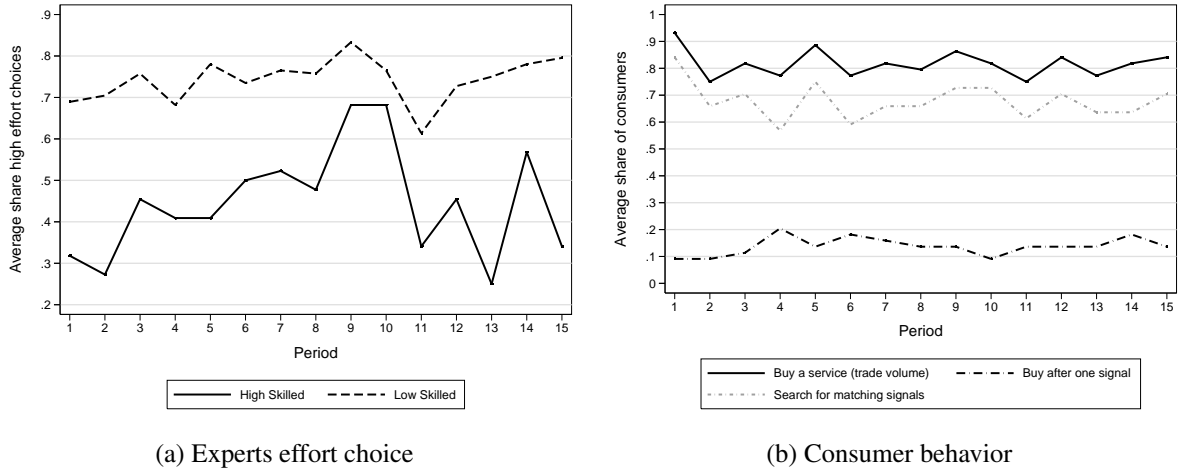 Average share high effort choices
.9
.8
.7
.6
.5
.4
.3
.2
1 2 3 4 5 6 7 8 9 10 11 12 13 14 15
Period
High Skilled Low Skilled
(a) Experts effort choice
Average share of consumers
1
.9
.8
.7
.6
.5
.4
.3
.2
.1
0
1 2 3 4 5 6 7 8 9 10 11 12 13 14 15
Period
Buy a service (trade volume) Buy after one signal
Search for matching signals
(b) Consumer behavior